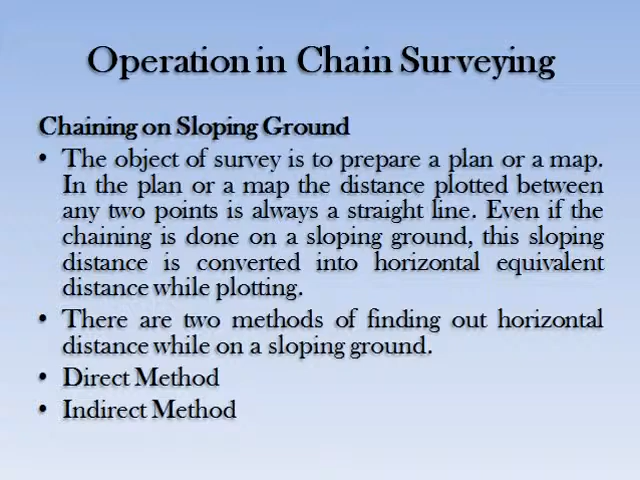 Operation in Chain Surveying
Chaining on Sloping Ground
• The object of survey is to prepare a plan or a map.
In the plan or a map the distance plotted between
any two points is always a straight line. Even if the
chaining is done on a sloping ground, this sloping
distance is converted into horizontal equivalent
distance while plotting.
• There are two methods of finding out horizontal
distance while on a sloping ground.
• Direct Method
• Indirect Method